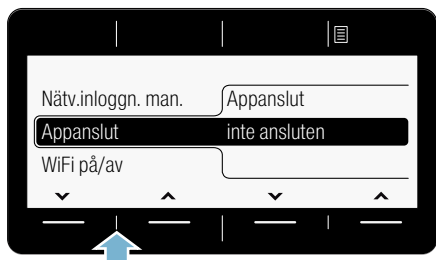 Nätv.inloggn. man.
Appanslut
Appanslut
inte ansluten
WiFi på/av